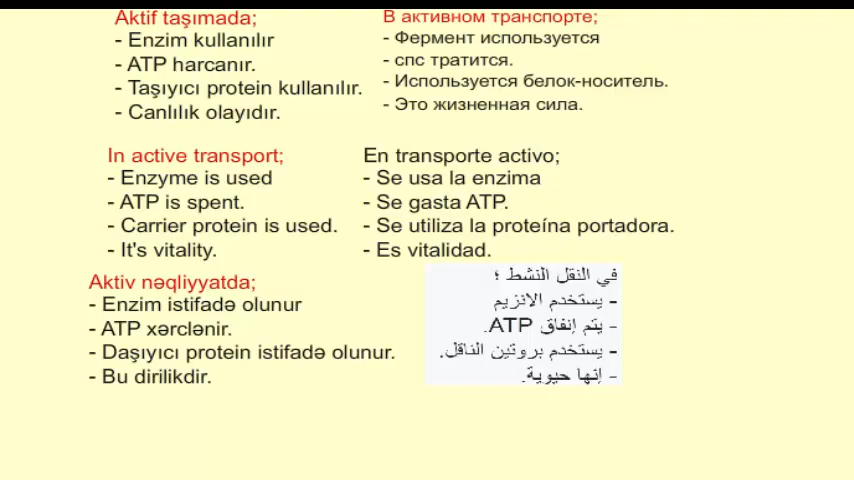 Aktif taşımada;
- Enzim kullanılır
- ATP harcanır.
- Taşıyıcı protein kullanılır.
- Canlılık olayıdır.
В активном транспорте;
- Фермент используется
- спс тратится.
- Используется белок-носитель.
- Это жизненная сила.
In active transport;
- Enzyme is used
- ATP is spent.
- Carrier protein is used.
- It's vitality.
En transporte activo;
- Se usa la enzima
- Se gasta ATP.
- Se utiliza la proteína portadora.
- Es vitalidad.
Aktiv nəqliyyatda;
- Enzim istifadə olunur
- ATP xərclənir.
- Daşıyıcı protein istifadə olunur.
- Bu dirilikdir.
في النقل النشط ؛
- يستخدم الانزيم
- يتم إنفاق ATP.
- يستخدم بروتين الناقل.
- إنها حيوية.